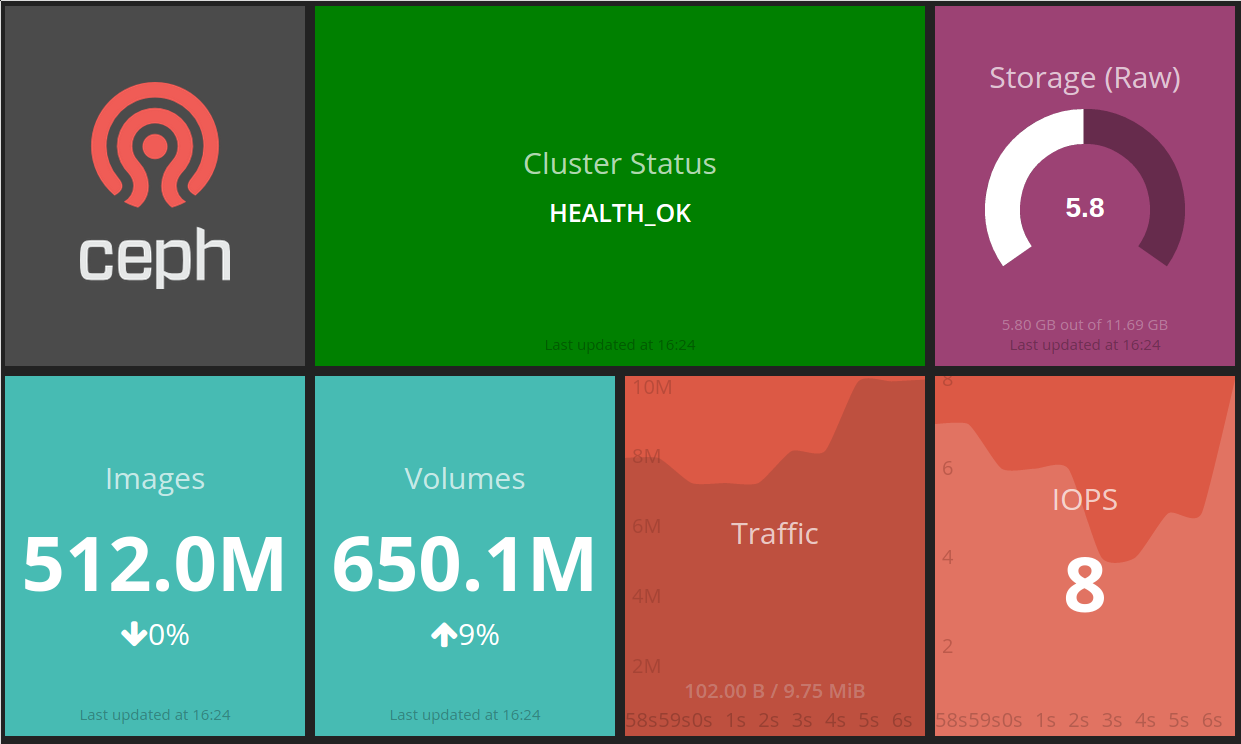 ceph
Cluster Status
HEALTH_OK
Last updated at 16:24
Storage (Raw)
5.8
5.80 GB out of 11.69 GB
Last updated at 16:24
Images
512.0M
0%
Last updated at 16:24
Volumes
650.1M
9%
Last updated at 16:24
10M
8M
6M
Traffic
4M
2M
102.00 B / 9.75 MiB
58s 59s 0s 1s 2s 3s 4s 5s 6s
8
6
IOPS
4
8
2
58s 59s 0s 1s 2s 3s 4s 5s 6s